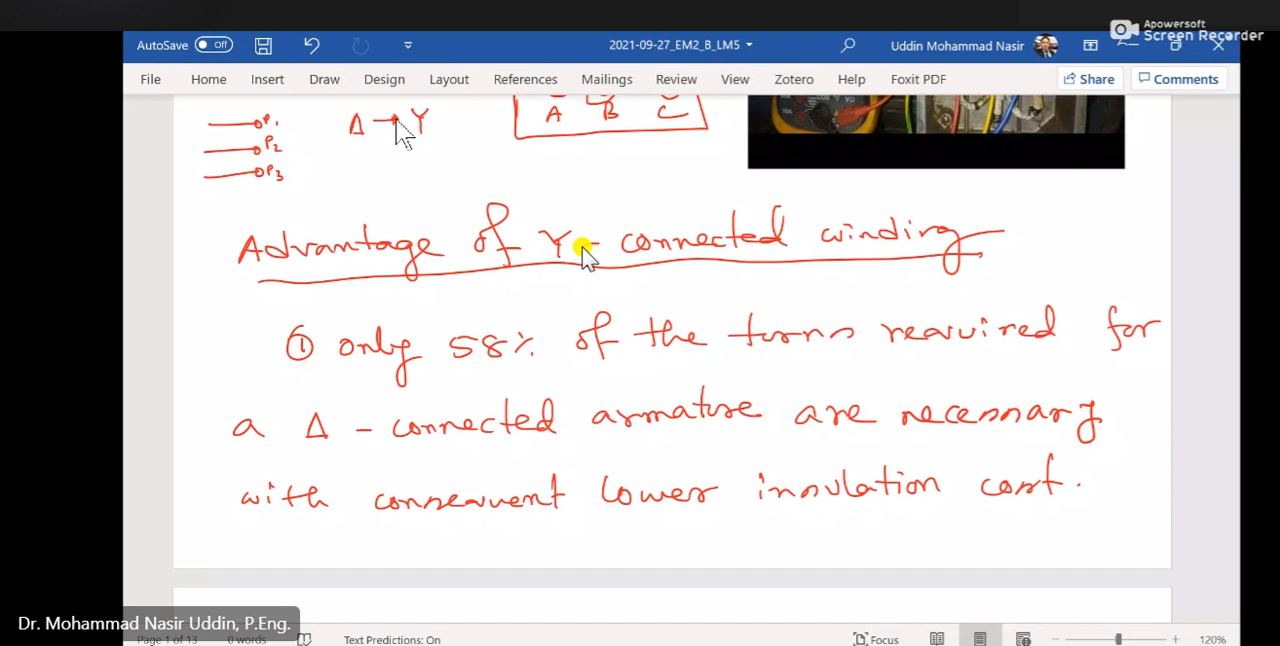 Apowersoft
Screen Recorder
AutoSave Off 2021-09-27_EM2_B_LM5 Uddin Mohammad Nasir
File Home Insert Draw Design Layout References Mailings Review View Zotero Help Foxit PDF Share Comments
P1 Δ → Y A B C
P2
P3
Advantage of Y - connected winding
① only 58% of the turns required for
a Δ - connected armature are necessary
with consequent lower insulation cost.
Dr. Mohammad Nasir Uddin, P.Eng.
Page 1 of 13 0 words Text Predictions: On Focus 120%